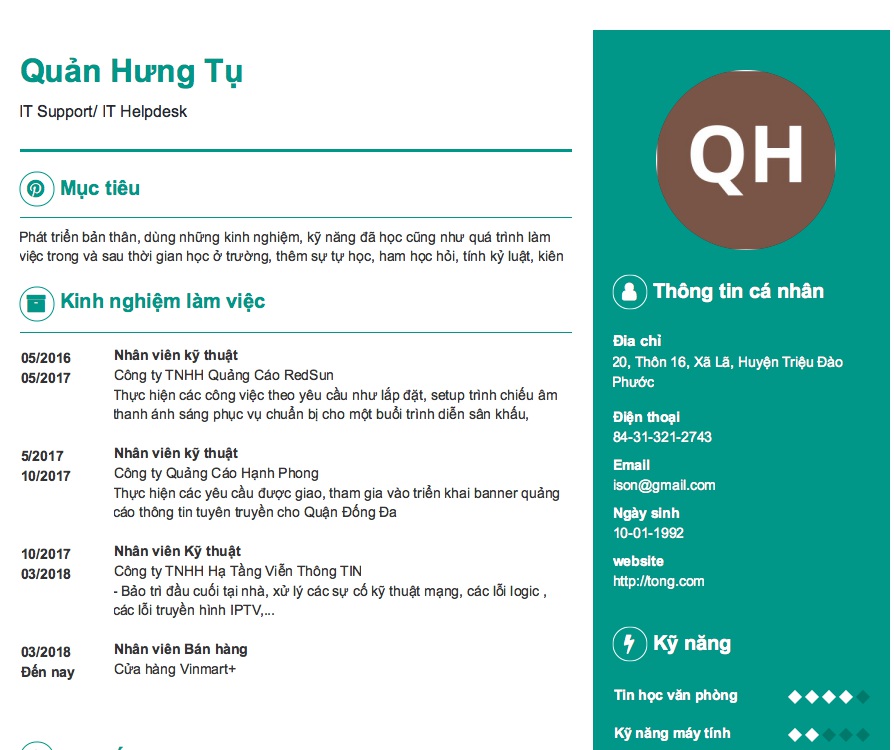 Quản Hưng Tụ
IT Support/ IT Helpdesk
Mục tiêu
Phát triển bản thân, dùng những kinh nghiệm, kỹ năng đã học cũng như quá trình làm
việc trong và sau thời gian học ở trường, thêm sự tự học, ham học hỏi, tính kỷ luật, kiên
Kinh nghiệm làm việc
05/2016
05/2017
Nhân viên kỹ thuật
Công ty TNHH Quảng Cáo RedSun
Thực hiện các công việc theo yêu cầu như lắp đặt, setup trình chiếu âm
thanh ánh sáng phục vụ chuẩn bị cho một buổi trình diễn sân khấu,
5/2017
10/2017
Nhân viên kỹ thuật
Công ty Quảng Cáo Hạnh Phong
Thực hiện các yêu cầu được giao, tham gia vào triển khai banner quảng
cáo thông tin tuyên truyền cho Quận Đống Đa
10/2017
03/2018
Nhân viên Kỹ thuật
Công ty TNHH Hạ Tầng Viễn Thông TIN
- Bảo trì đầu cuối tại nhà, xử lý các sự cố kỹ thuật mạng, các lỗi logic ,
các lỗi truyền hình IPTV,...
03/2018
Đến nay
Nhân viên Bán hàng
Cửa hàng Vinmart+
QH
Thông tin cá nhân
Địa chỉ
20, Thôn 16, Xã Lã, Huyện Triệu Đào
Phước
Điện thoại
84-31-321-2743
Email
ison@gmail.com
Ngày sinh
10-01-1992
website
http://tong.com
Kỹ năng
Tin học văn phòng
Kỹ năng máy tính